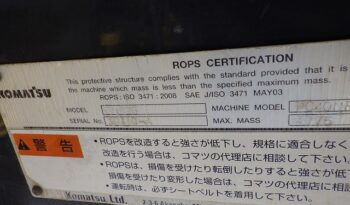 ROPS CERTIFICATION
This protective structure complies with the standard provided that it is
the machine which mass is less than the specified maximum mass.
ROPS : ISO 3471 : 2008 SAE J/ISO 3471 MAY03
KOMATSU
MODEL
MACHINE MODEL
SERIAL NO.
MAX. MASS
警告
・ROPSを改造すると強さが低下し、規格に適合しなく
改造を行う場合は、コマツの代理店に相談して下さい。
・ROPSが損傷を受けたり転倒したりすると強さが低下
損傷を受けたり変形した場合は、コマツの代理店に相談
・運転時は、必ずシートベルトを着用して下さい。
Komatsu Ltd.